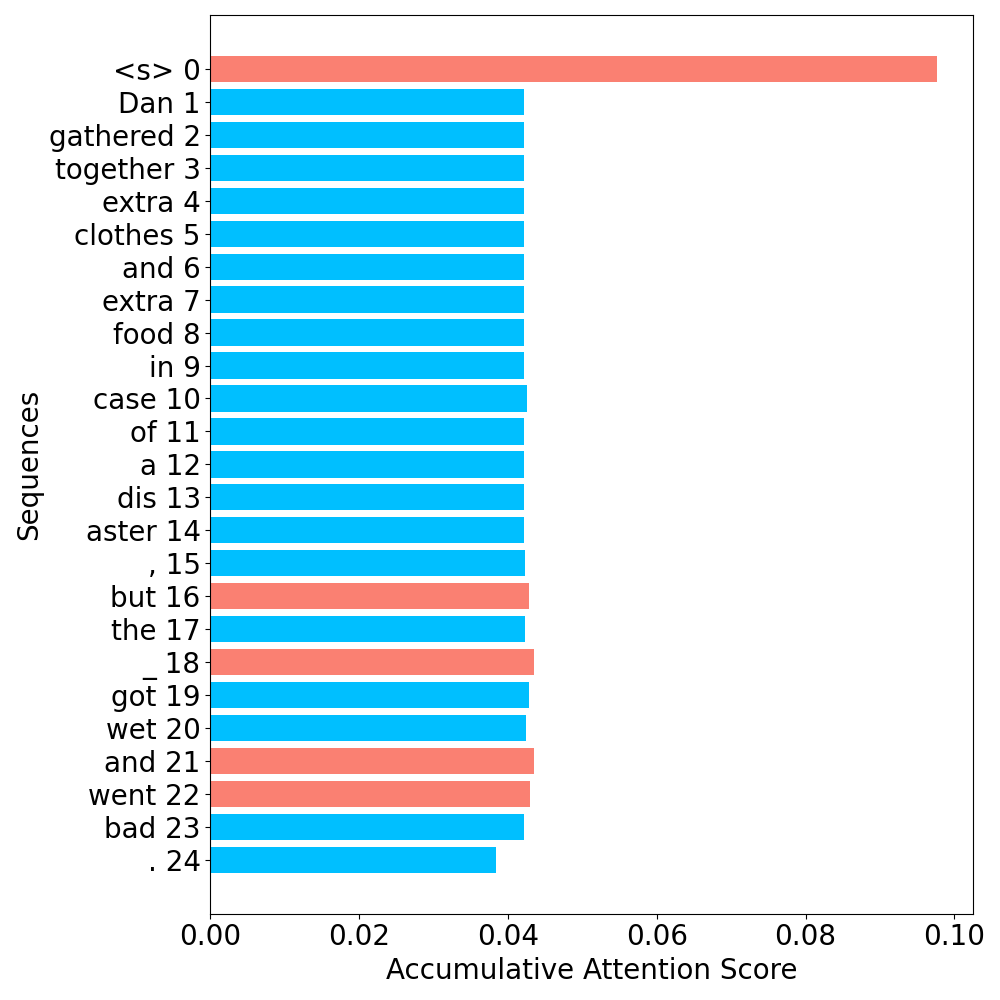 <s> 0
Dan 1
gathered 2
together 3
extra 4
clothes 5
and 6
extra 7
food 8
in 9
case 10
of 11
a 12
dis 13
aster 14
, 15
but 16
the 17
_ 18
got 19
wet 20
and 21
went 22
bad 23
. 24
Sequences
0.00 0.02 0.04 0.06 0.08 0.10
Accumulative Attention Score